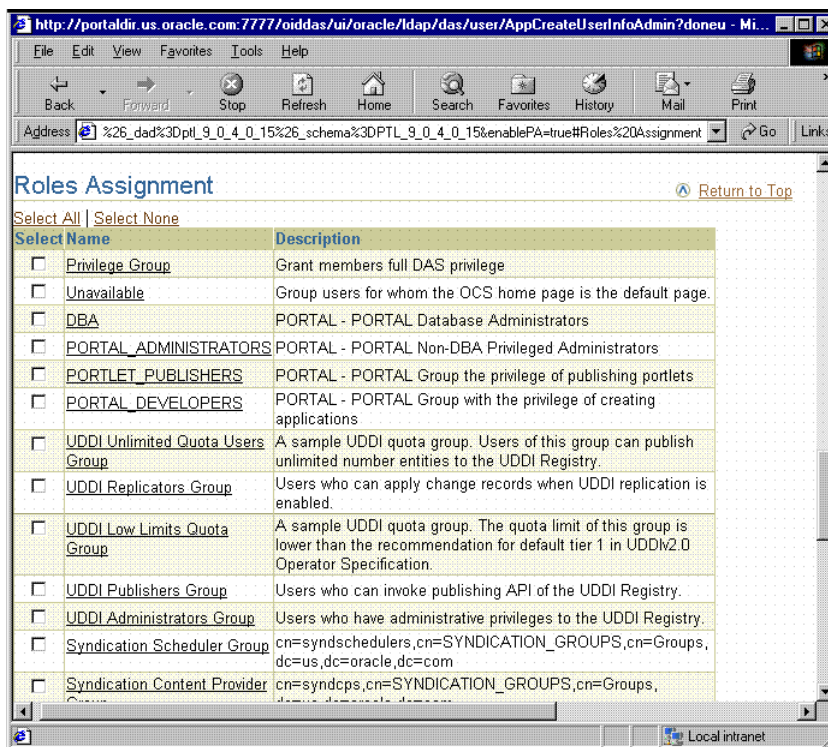 http://portaldir.us.oracle.com:7777/oiddas/ui/oracle/ldap/das/user/AppCreateUserInfoAdmin?doneu - Mi...
File Edit View Favorites Tools Help
Back Forward Stop Refresh Home Search Favorites History Mail Print
Address %26_dad%3Dptl_9_0_4_0_15%26_schema%3DPTL_9_0_4_0_15&enablePA=true#Roles%20Assignment Go Links
Roles Assignment Return to Top
Select All | Select None
Select Name Description
Privilege Group Grant members full DAS privilege
Unavailable Group users for whom the OCS home page is the default page.
DBA PORTAL - PORTAL Database Administrators
PORTAL_ADMINISTRATORS PORTAL - PORTAL Non-DBA Privileged Administrators
PORTLET_PUBLISHERS PORTAL - PORTAL Group the privilege of publishing portlets
PORTAL_DEVELOPERS PORTAL - PORTAL Group with the privilege of creating
applications
UDDI Unlimited Quota Users A sample UDDI quota group. Users of this group can publish
Group unlimited number entities to the UDDI Registry.
UDDI Replicators Group Users who can apply change records when UDDI replication is
enabled.
UDDI Low Limits Quota A sample UDDI quota group. The quota limit of this group is
Group lower than the recommendation for default tier 1 in UDDIv2.0
Operator Specification.
UDDI Publishers Group Users who can invoke publishing API of the UDDI Registry.
UDDI Administrators Group Users who have administrative privileges to the UDDI Registry.
Syndication Scheduler Group cn=syndschedulers,cn=SYNDICATION_GROUPS,cn=Groups,
dc=us,dc=oracle,dc=com
Syndication Content Provider cn=syndcps,cn=SYNDICATION_GROUPS,cn=Groups,
Local intranet